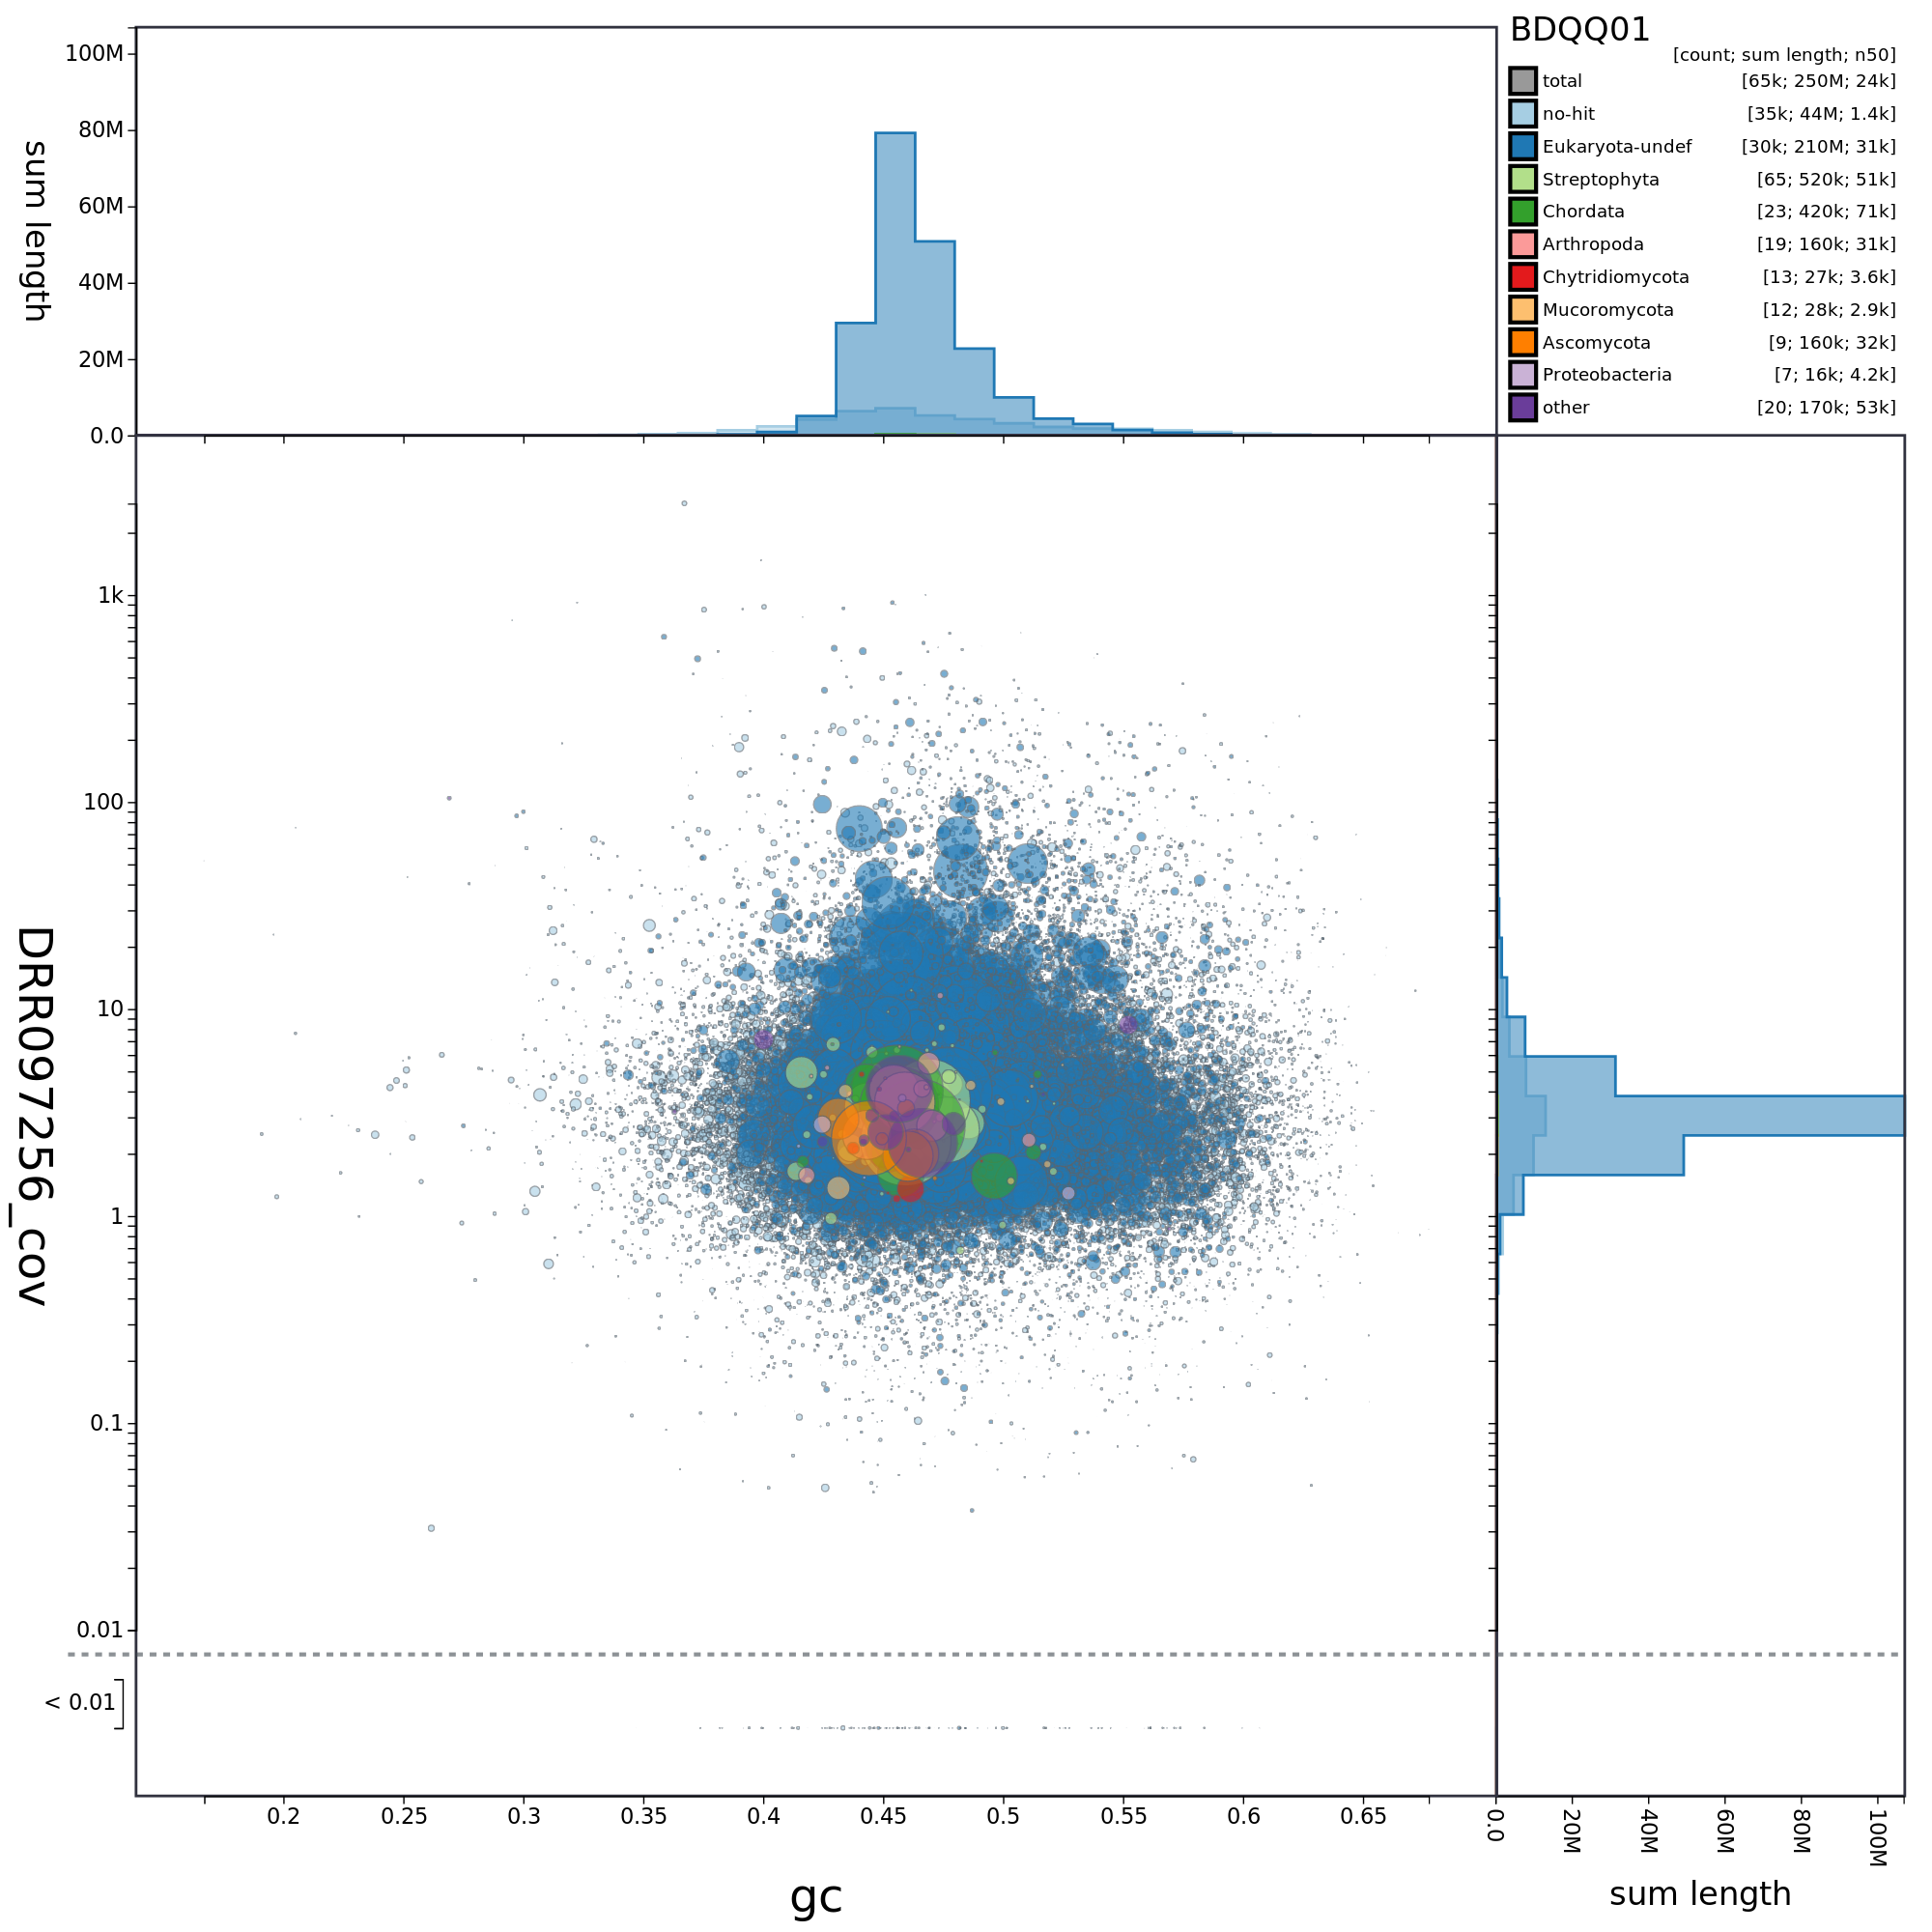 BDQQ01
[count; sum length; n50]
total [65k; 250M; 24k]
no-hit [35k; 44M; 1.4k]
Eukaryota-undef [30k; 210M; 31k]
Streptophyta [65; 520k; 51k]
Chordata [23; 420k; 71k]
Arthropoda [19; 160k; 31k]
Chytridiomycota [13; 27k; 3.6k]
Mucoromycota [12; 28k; 2.9k]
Ascomycota [9; 160k; 32k]
Proteobacteria [7; 16k; 4.2k]
other [20; 170k; 53k]
sum length
100M
80M
60M
40M
20M
0.0
DRR097256_cov
1k
100
10
1
0.1
0.01
< 0.01
0.2 0.25 0.3 0.35 0.4 0.45 0.5 0.55 0.6 0.65
gc
0.0 20M 40M 60M 80M 100M
sum length